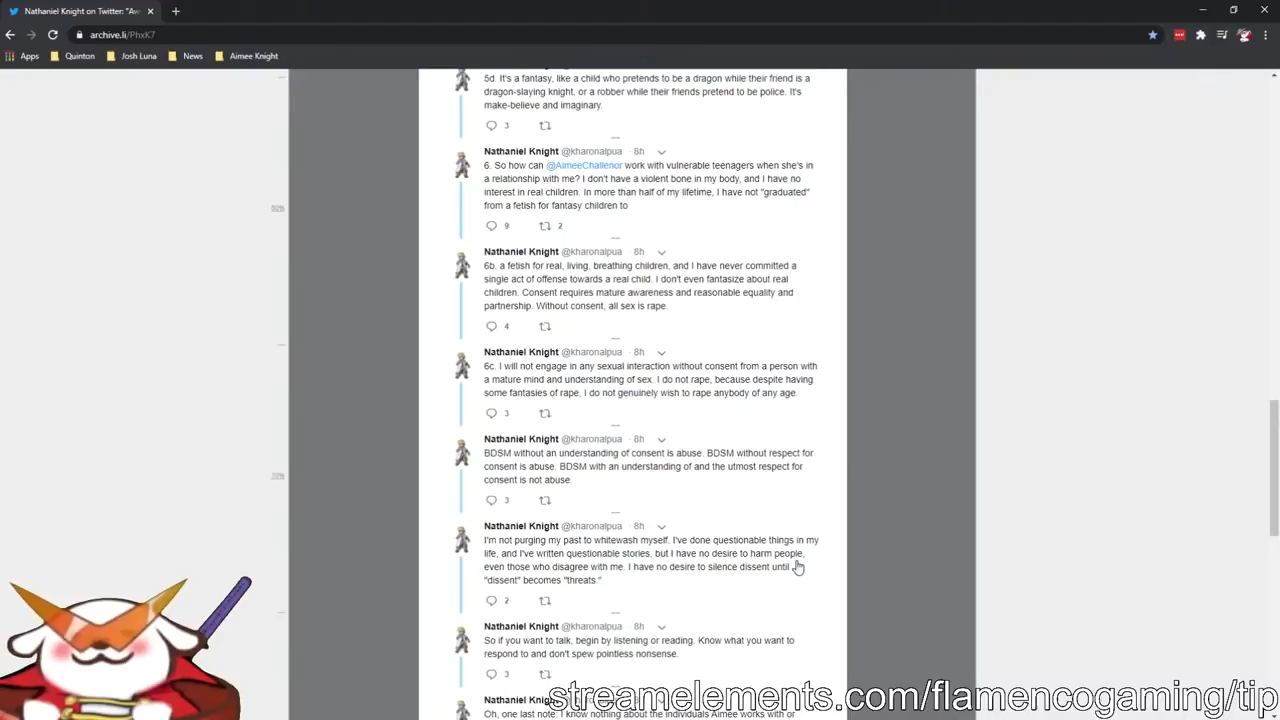 Nathaniel Knight on Twitter: "Aw
archive.li/PhxK7
Apps
Quinton
Josh Luna
News
Aimee Knight
5d. It's a fantasy, like a child who pretends to be a dragon while their friend is a
dragon-slaying knight, or a robber while their friends pretend to be police. It's
make-believe and imaginary.
3
Nathaniel Knight @kharonalpua · 8h
6. So how can @AimeeChallenor work with vulnerable teenagers when she's in
a relationship with me? I don't have a violent bone in my body, and I have no
interest in real children. In more than half of my lifetime, I have not "graduated"
from a fetish for fantasy children to
9 2
Nathaniel Knight @kharonalpua · 8h
6b. a fetish for real, living, breathing children, and I have never committed a
single act of offense towards a real child. I don't even fantasize about real
children. Consent requires mature awareness and reasonable equality and
partnership. Without consent, all sex is rape.
4
Nathaniel Knight @kharonalpua · 8h
6c. I will not engage in any sexual interaction without consent from a person with
a mature mind and understanding of sex. I do not rape, because despite having
some fantasies of rape, I do not genuinely wish to rape anybody of any age.
3
Nathaniel Knight @kharonalpua · 8h
BDSM without an understanding of consent is abuse. BDSM without respect for
consent is abuse. BDSM with an understanding of and the utmost respect for
consent is not abuse.
3
Nathaniel Knight @kharonalpua · 8h
I'm not purging my past to whitewash myself. I've done questionable things in my
life, and I've written questionable stories, but I have no desire to harm people,
even those who disagree with me. I have no desire to silence dissent until
"dissent" becomes "threats."
2
Nathaniel Knight @kharonalpua · 8h
So if you want to talk, begin by listening or reading. Know what you want to
respond to and don't spew pointless nonsense.
3
Nathaniel
Oh, one last note: I know nothing about the individuals Aimee works with or
streamelements.com/flamencogaming/tip